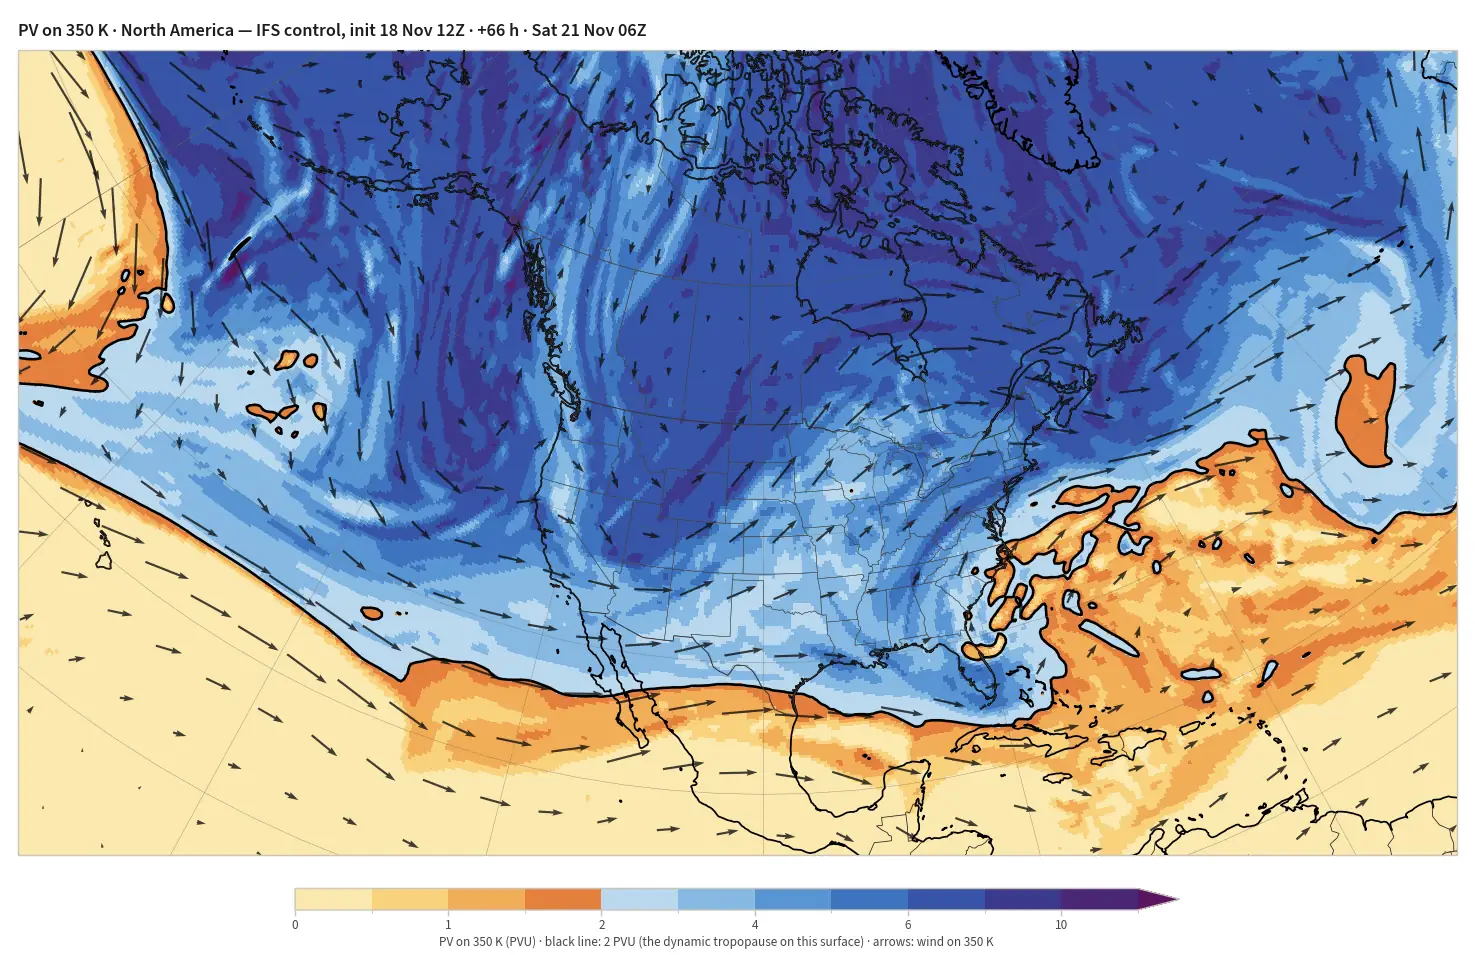 PV on 350 K · North America — IFS control, init 18 Nov 12Z · +66 h · Sat 21 Nov 06Z
0 1 2 4 6 10
PV on 350 K (PVU) · black line: 2 PVU (the dynamic tropopause on this surface) · arrows: wind on 350 K